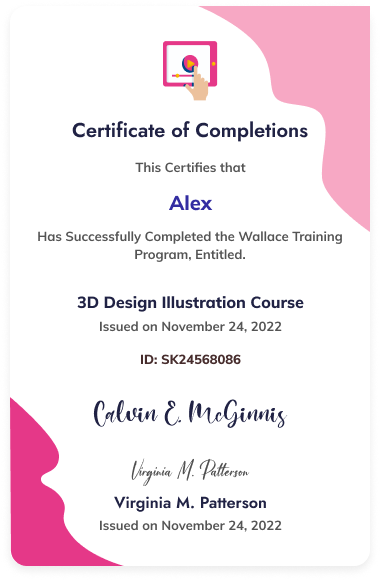 Certificate of Completions
This Certifies that
Alex
Has Successfully Completed the Wallace Training
Program, Entitled.
3D Design Illustration Course
Issued on November 24, 2022
ID: SK24568086
Calvin E. McGinnis
Virginia M. Patterson
Virginia M. Patterson
Issued on November 24, 2022